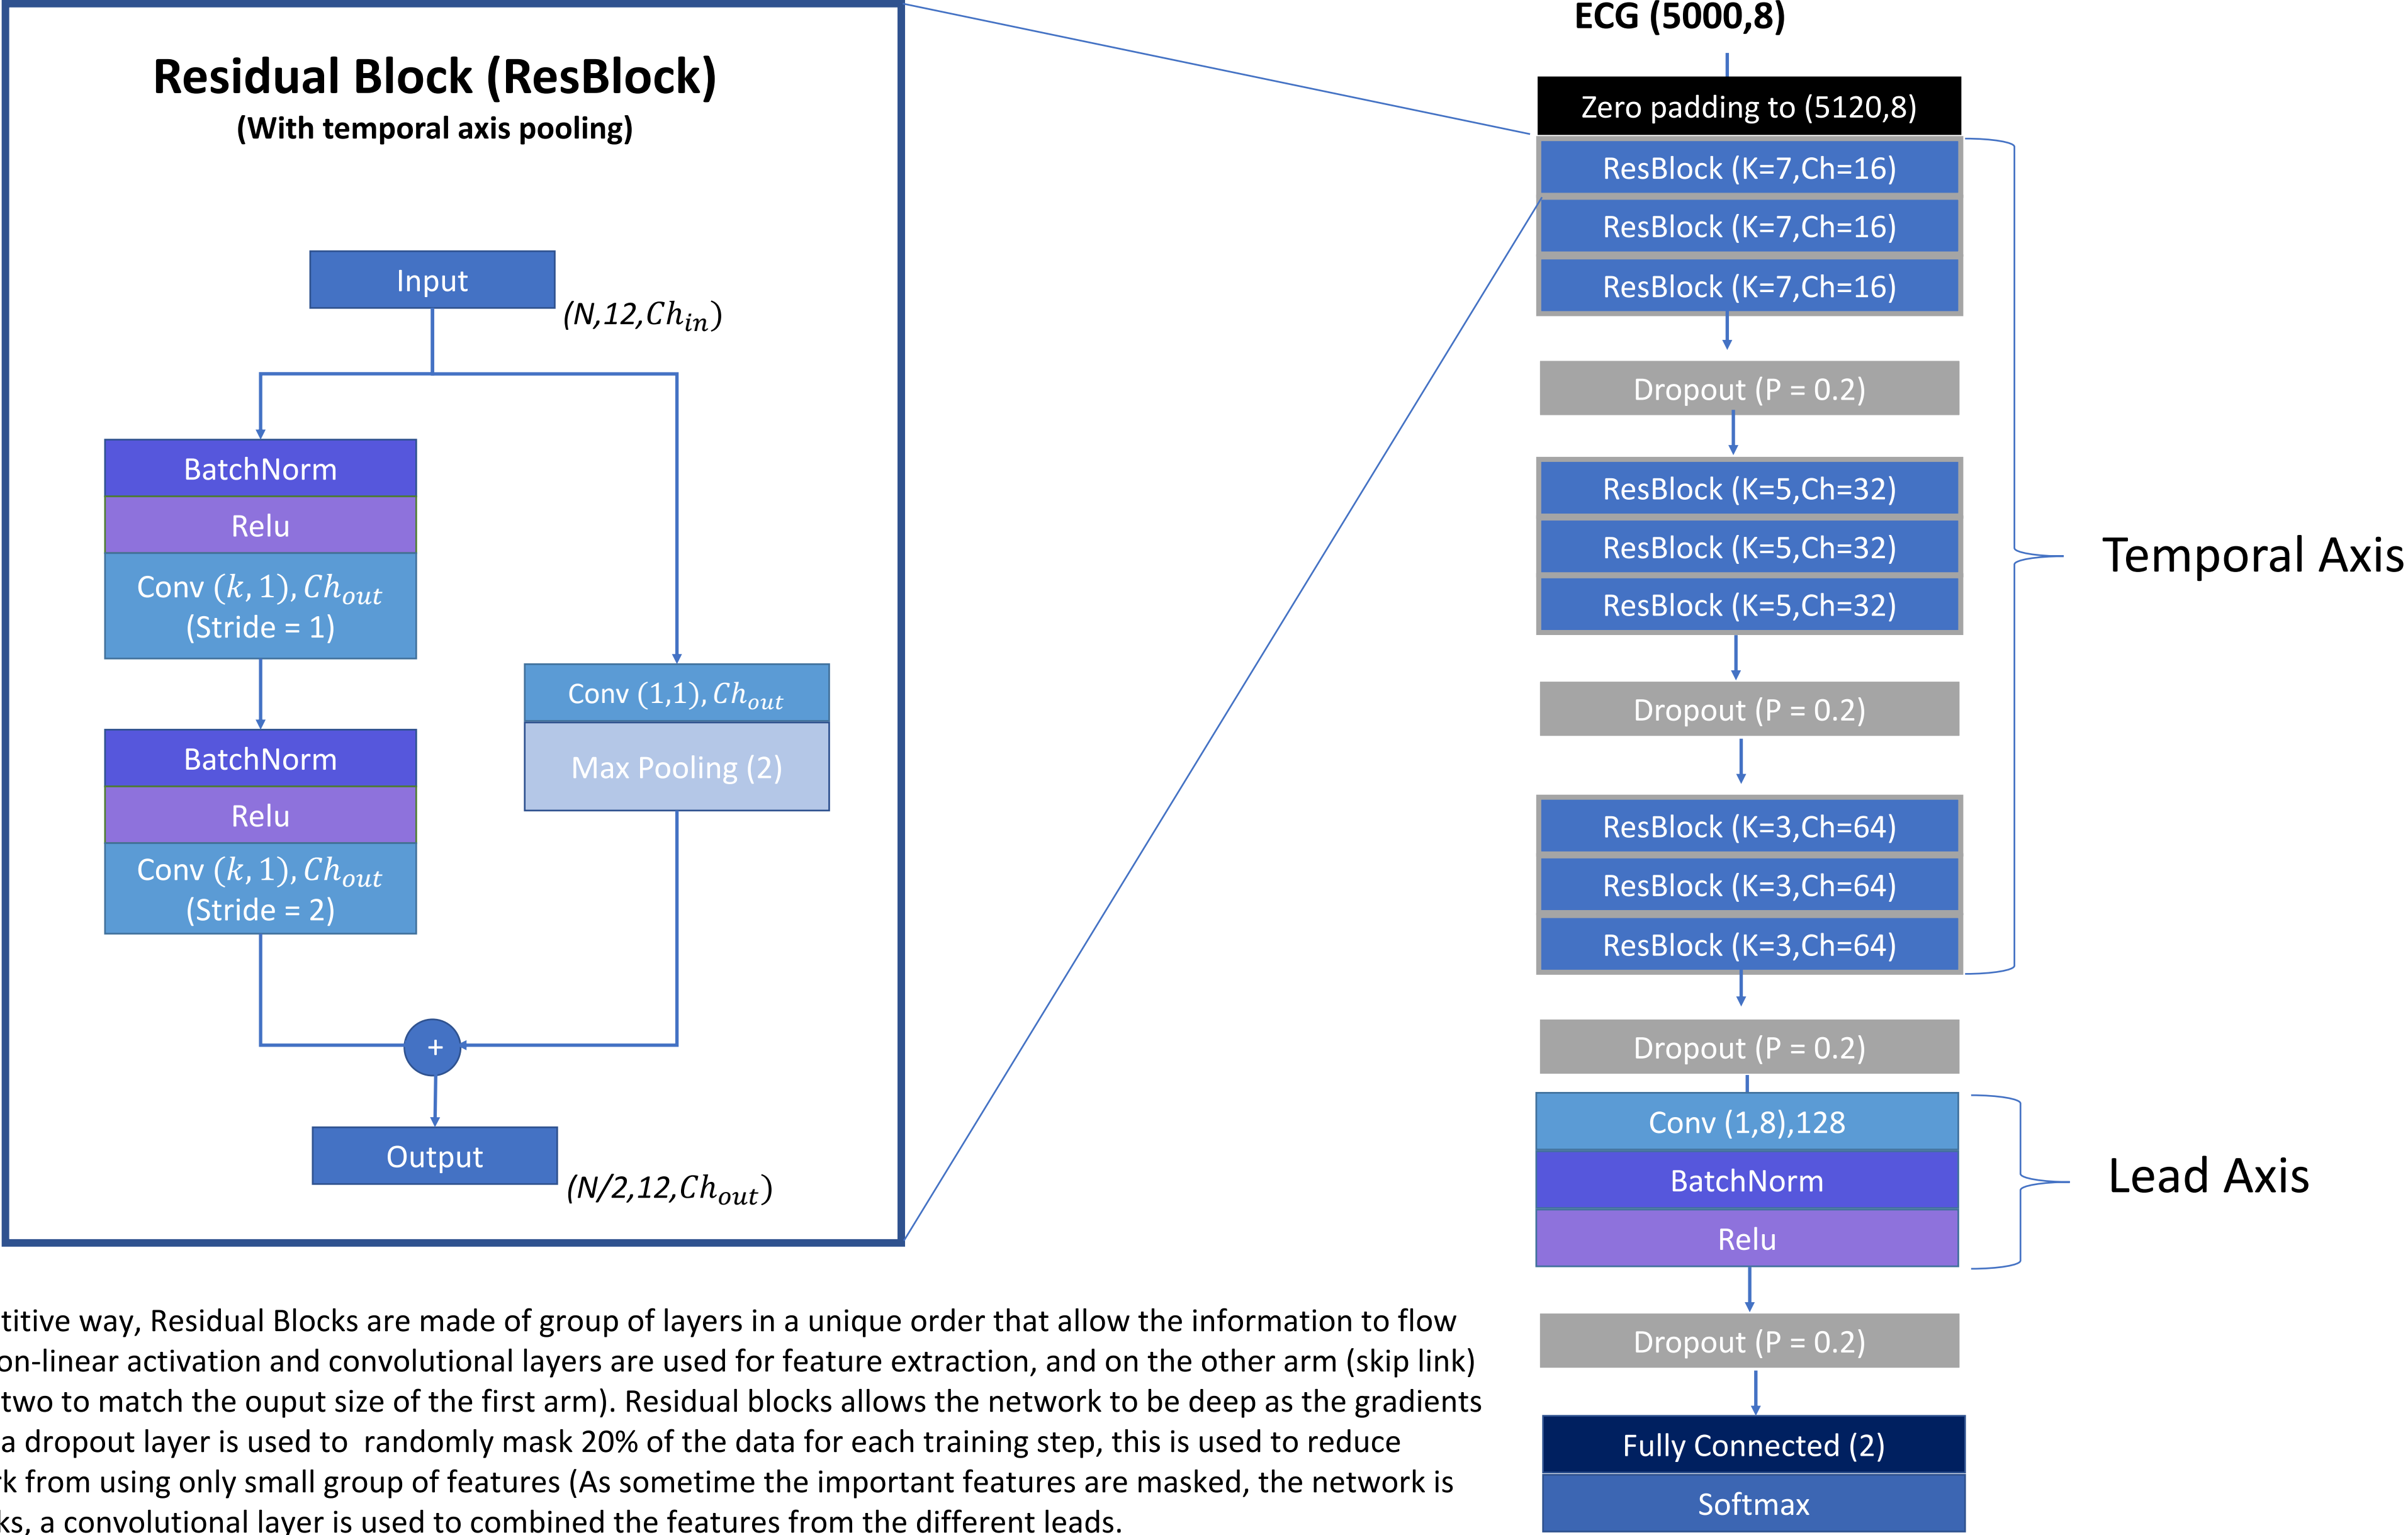 Residual Block (ResBlock)
(With temporal axis pooling)
Input
(N,12,Ch_in)
BatchNorm
Relu
Conv (k, 1), Ch_out
(Stride = 1)
BatchNorm
Relu
Conv (k, 1), Ch_out
(Stride = 2)
Conv (1,1), Ch_out
Max Pooling (2)
+
Output
(N/2,12,Ch_out)
ECG (5000,8)
Zero padding to (5120,8)
ResBlock (K=7,Ch=16)
ResBlock (K=7,Ch=16)
ResBlock (K=7,Ch=16)
Dropout (P = 0.2)
ResBlock (K=5,Ch=32)
ResBlock (K=5,Ch=32)
ResBlock (K=5,Ch=32)
Dropout (P = 0.2)
ResBlock (K=3,Ch=64)
ResBlock (K=3,Ch=64)
ResBlock (K=3,Ch=64)
Dropout (P = 0.2)
Conv (1,8),128
BatchNorm
Relu
Dropout (P = 0.2)
Fully Connected (2)
Softmax
Temporal Axis
Lead Axis
titive way, Residual Blocks are made of group of layers in a unique order that allow the information to flow
on-linear activation and convolutional layers are used for feature extraction, and on the other arm (skip link)
two to match the ouput size of the first arm). Residual blocks allows the network to be deep as the gradients
a dropout layer is used to  randomly mask 20% of the data for each training step, this is used to reduce
k from using only small group of features (As sometime the important features are masked, the network is
ks, a convolutional layer is used to combined the features from the different leads.